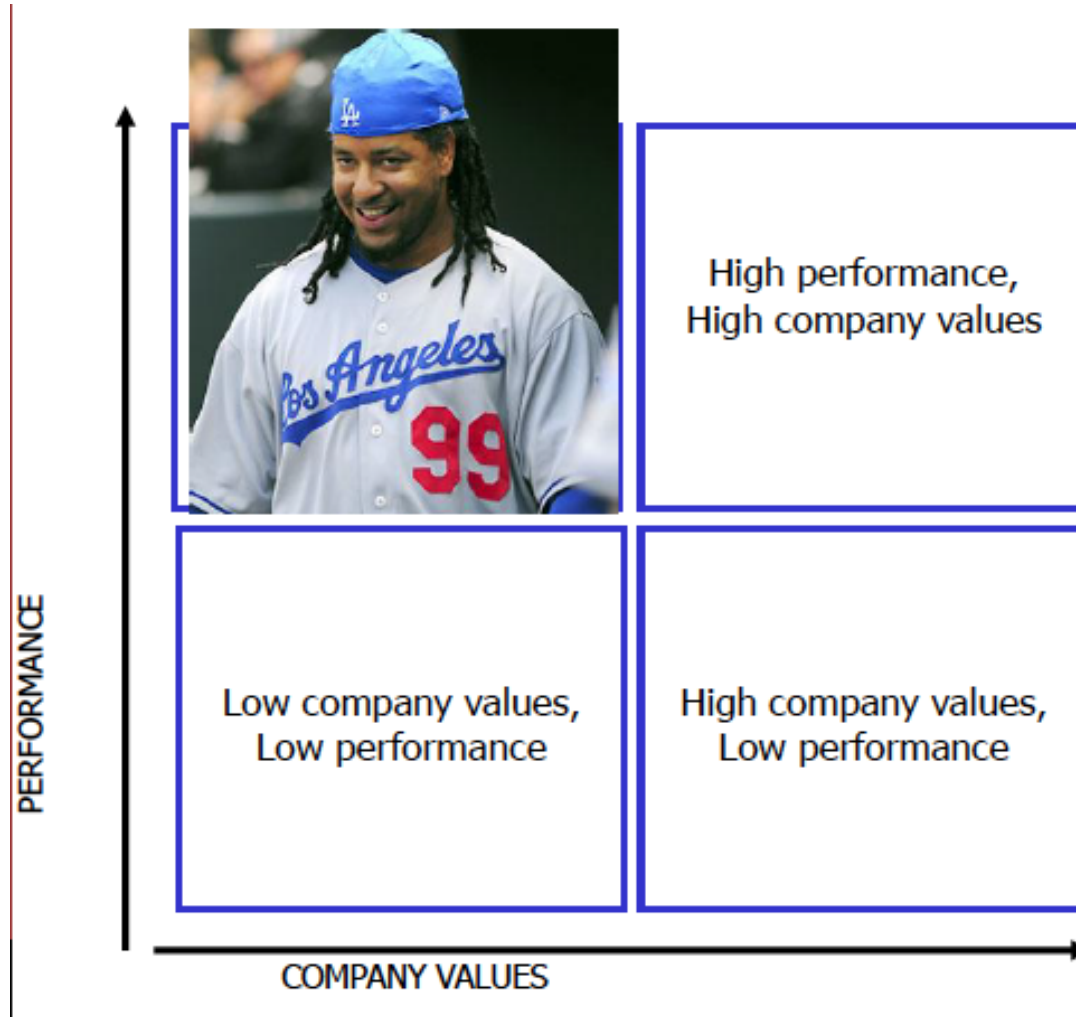 LA
Los Angeles
99
High performance,
High company values
Low company values,
Low performance
High company values,
Low performance
PERFORMANCE
COMPANY VALUES